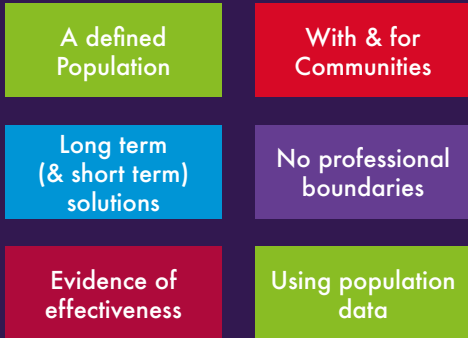 A defined
Population
With & for
Communities
Long term
(& short term)
solutions
No professional
boundaries
Evidence of
effectiveness
Using population
data